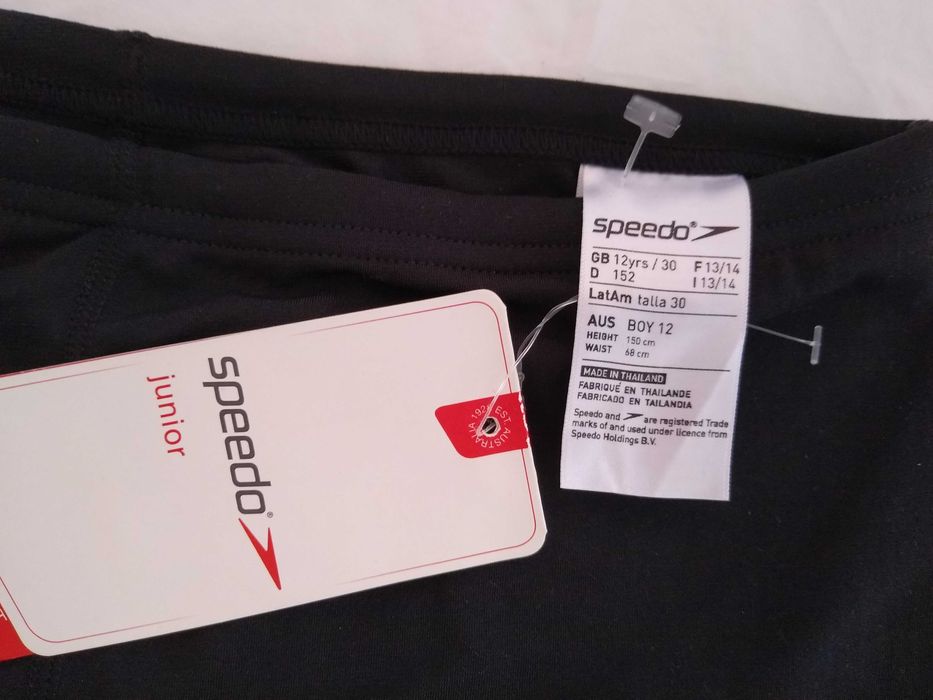 speedo®
GB 12yrs / 30 F 13/14
D 152 I 13/14
LatAm talla 30
AUS BOY 12
HEIGHT 150 cm
WAIST 68 cm
MADE IN THAILAND
FABRIQUÉ EN THAILANDE
FABRICADO EN TAILANDIA
Speedo and are registered Trade
marks of and used under licence from
Speedo Holdings B.V.
speedo®
junior
EST. AUSTRALIA